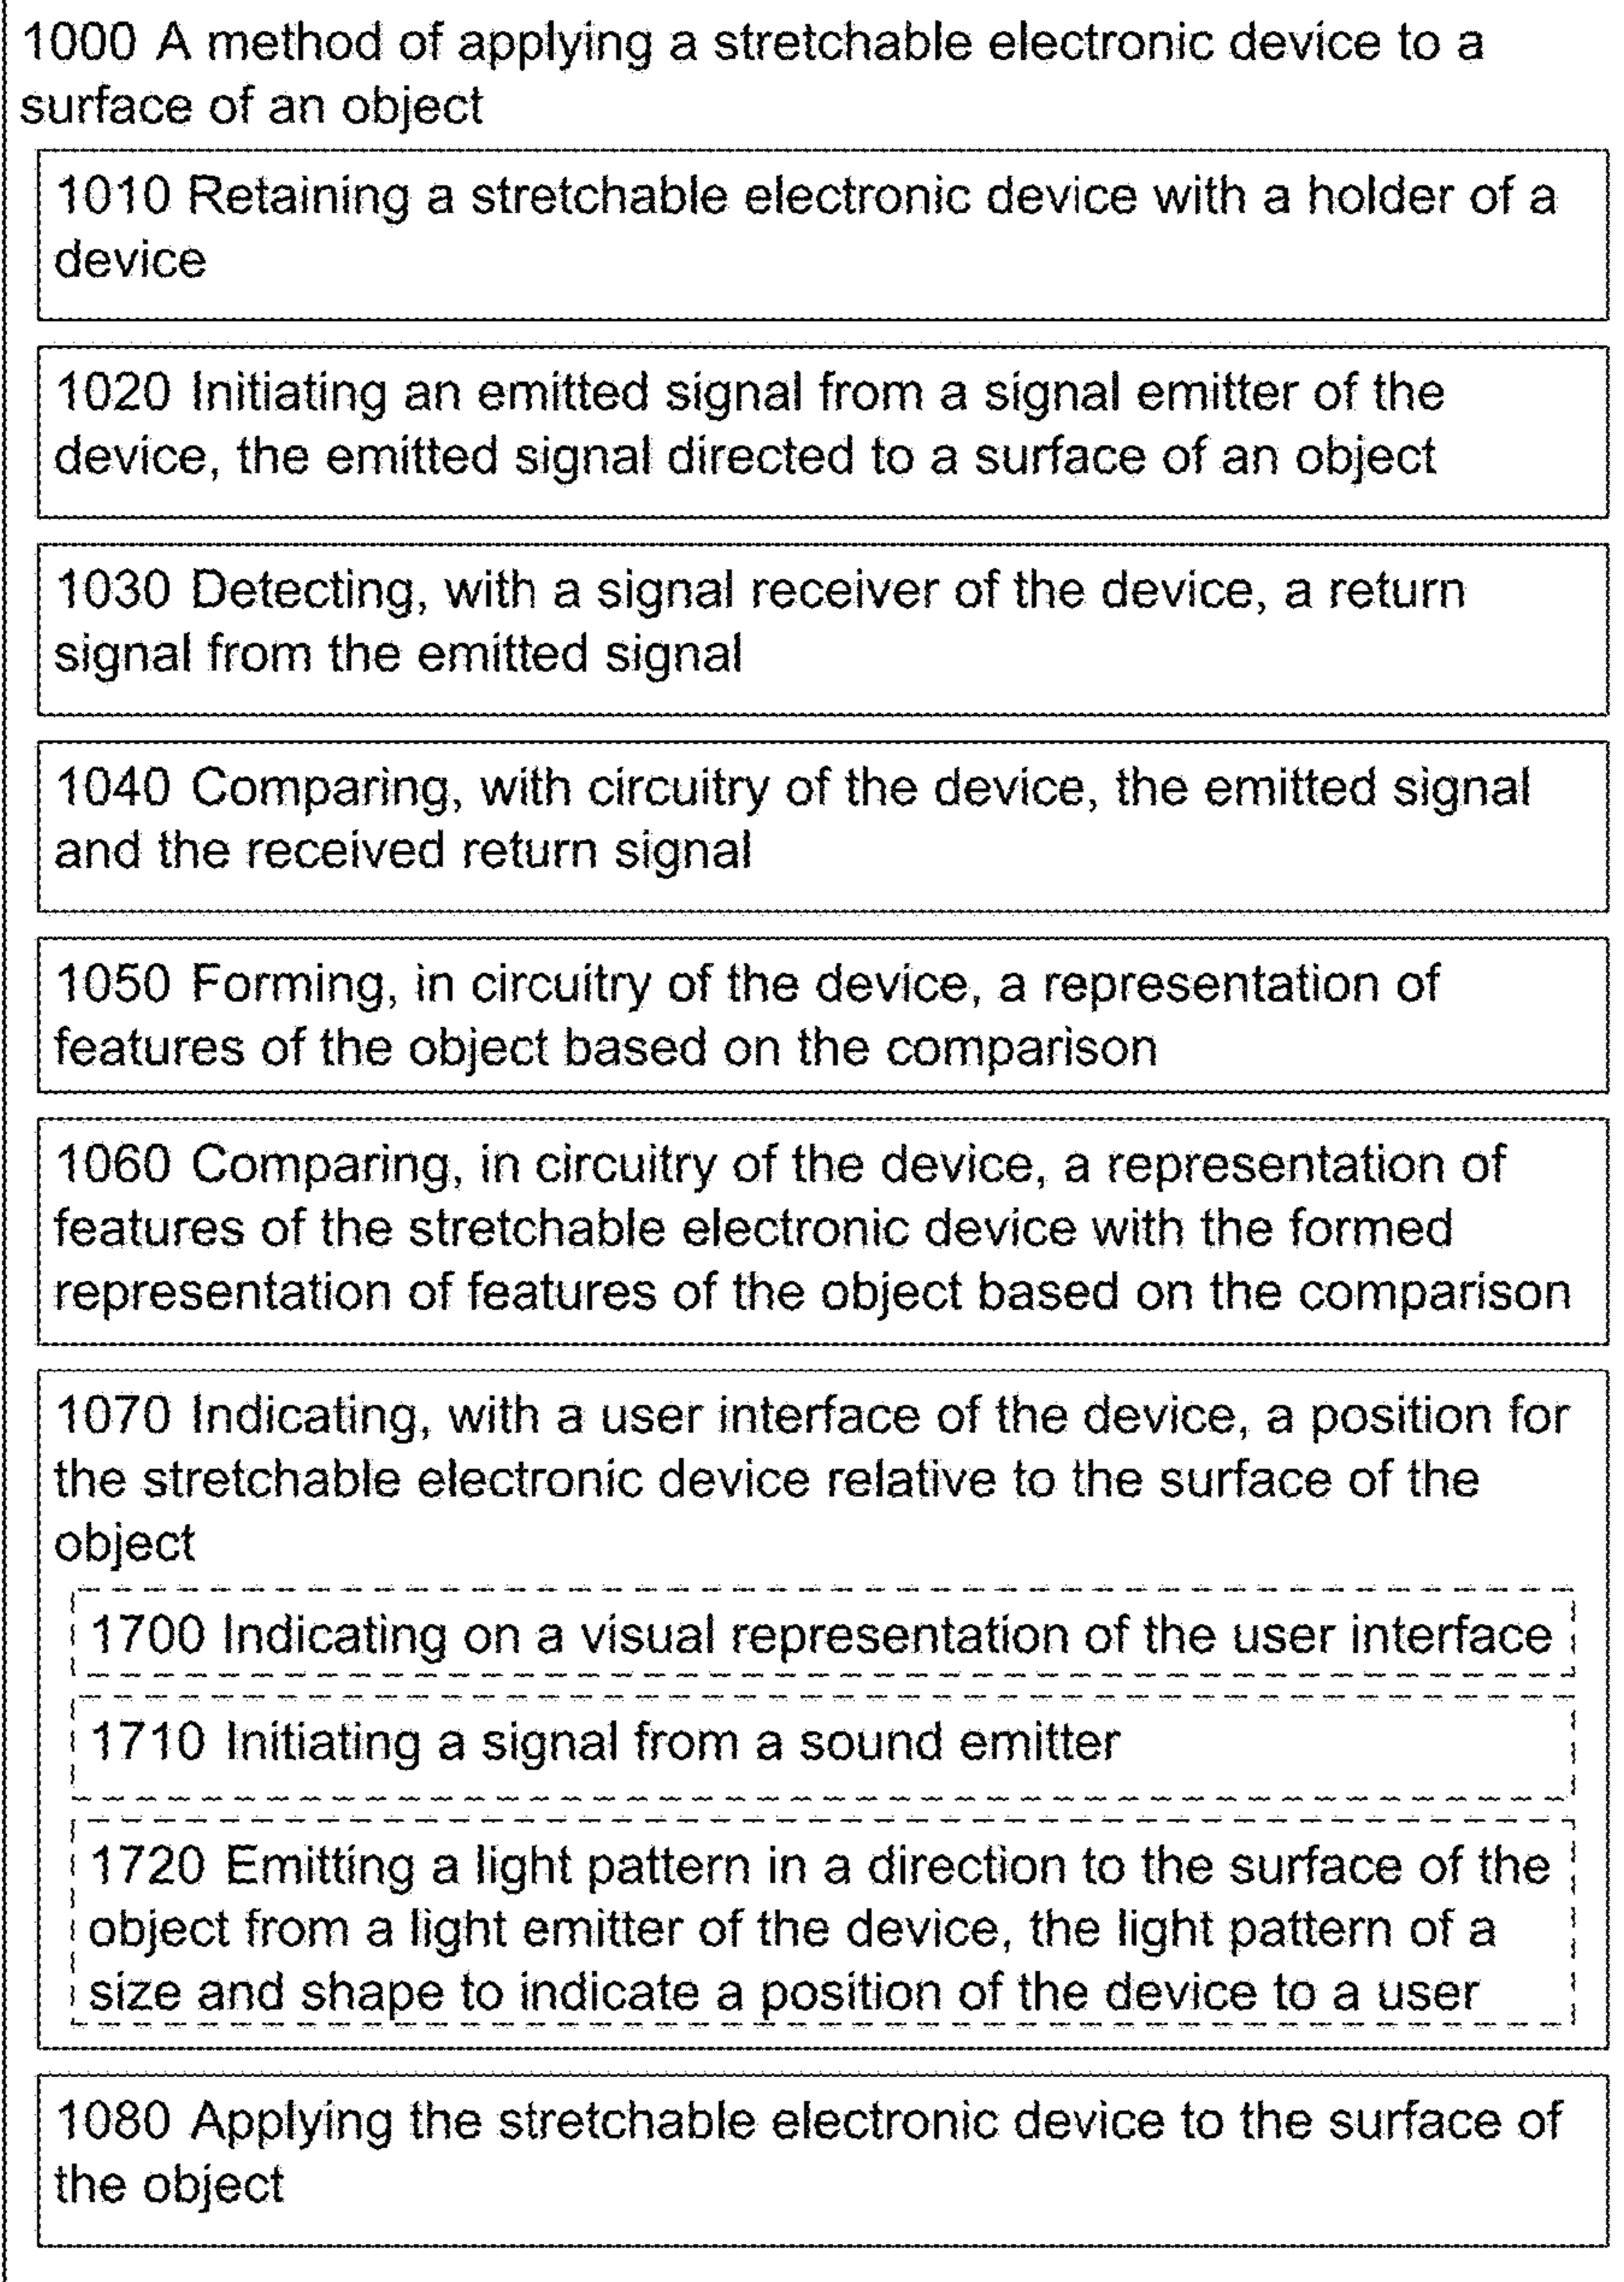 1000 A method of applying a stretchable electronic device to a
surface of an object
1010 Retaining a stretchable electronic device with a holder of a
device
1020 Initiating an emitted signal from a signal emitter of the
device, the emitted signal directed to a surface of an object
1030 Detecting, with a signal receiver of the device, a return
signal from the emitted signal
1040 Comparing, with circuitry of the device, the emitted signal
and the received return signal
1050 Forming, in circuitry of the device, a representation of
features of the object based on the comparison
1060 Comparing, in circuitry of the device, a representation of
features of the stretchable electronic device with the formed
representation of features of the object based on the comparison
1070 Indicating, with a user interface of the device, a position for
the stretchable electronic device relative to the surface of the
object
1700 Indicating on a visual representation of the user interface
1710 Initiating a signal from a sound emitter
1720 Emitting a light pattern in a direction to the surface of the
object from a light emitter of the device, the light pattern of a
size and shape to indicate a position of the device to a user
1080 Applying the stretchable electronic device to the surface of
the object